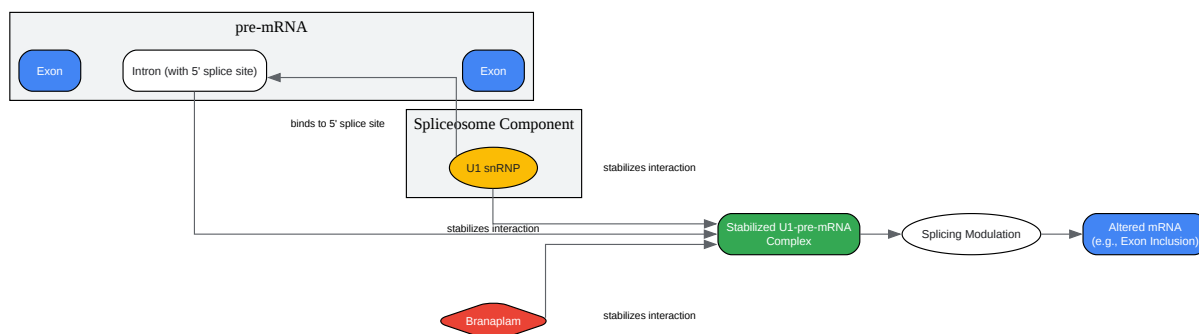 pre-mRNA
Exon
Intron (with 5' splice site)
Exon
binds to 5' splice site
Spliceosome Component
U1 snRNP
stabilizes interaction
stabilizes interaction
Stabilized U1-pre-mRNA
Complex
Splicing Modulation
Altered mRNA
(e.g., Exon Inclusion)
Branaplam
stabilizes interaction